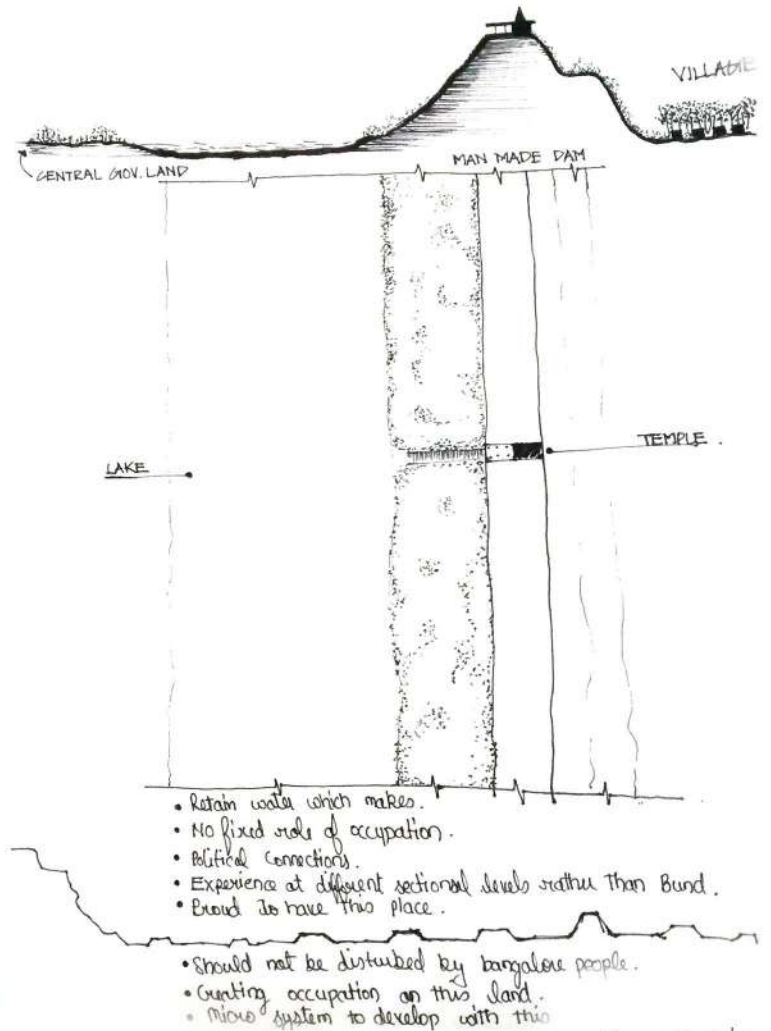 VILLAGE
CENTRAL GOV. LAND
MAN MADE DAM
TEMPLE.
LAKE
• Retain water which makes.
• No fixed role of occupation.
• Political Connections.
• Experience at different sectional levels rather Than Bund.
• Proud To have This place.
• Should not be disturbed by bangalore people.
• Creating occupation on this land.
• Micro system to develop with this